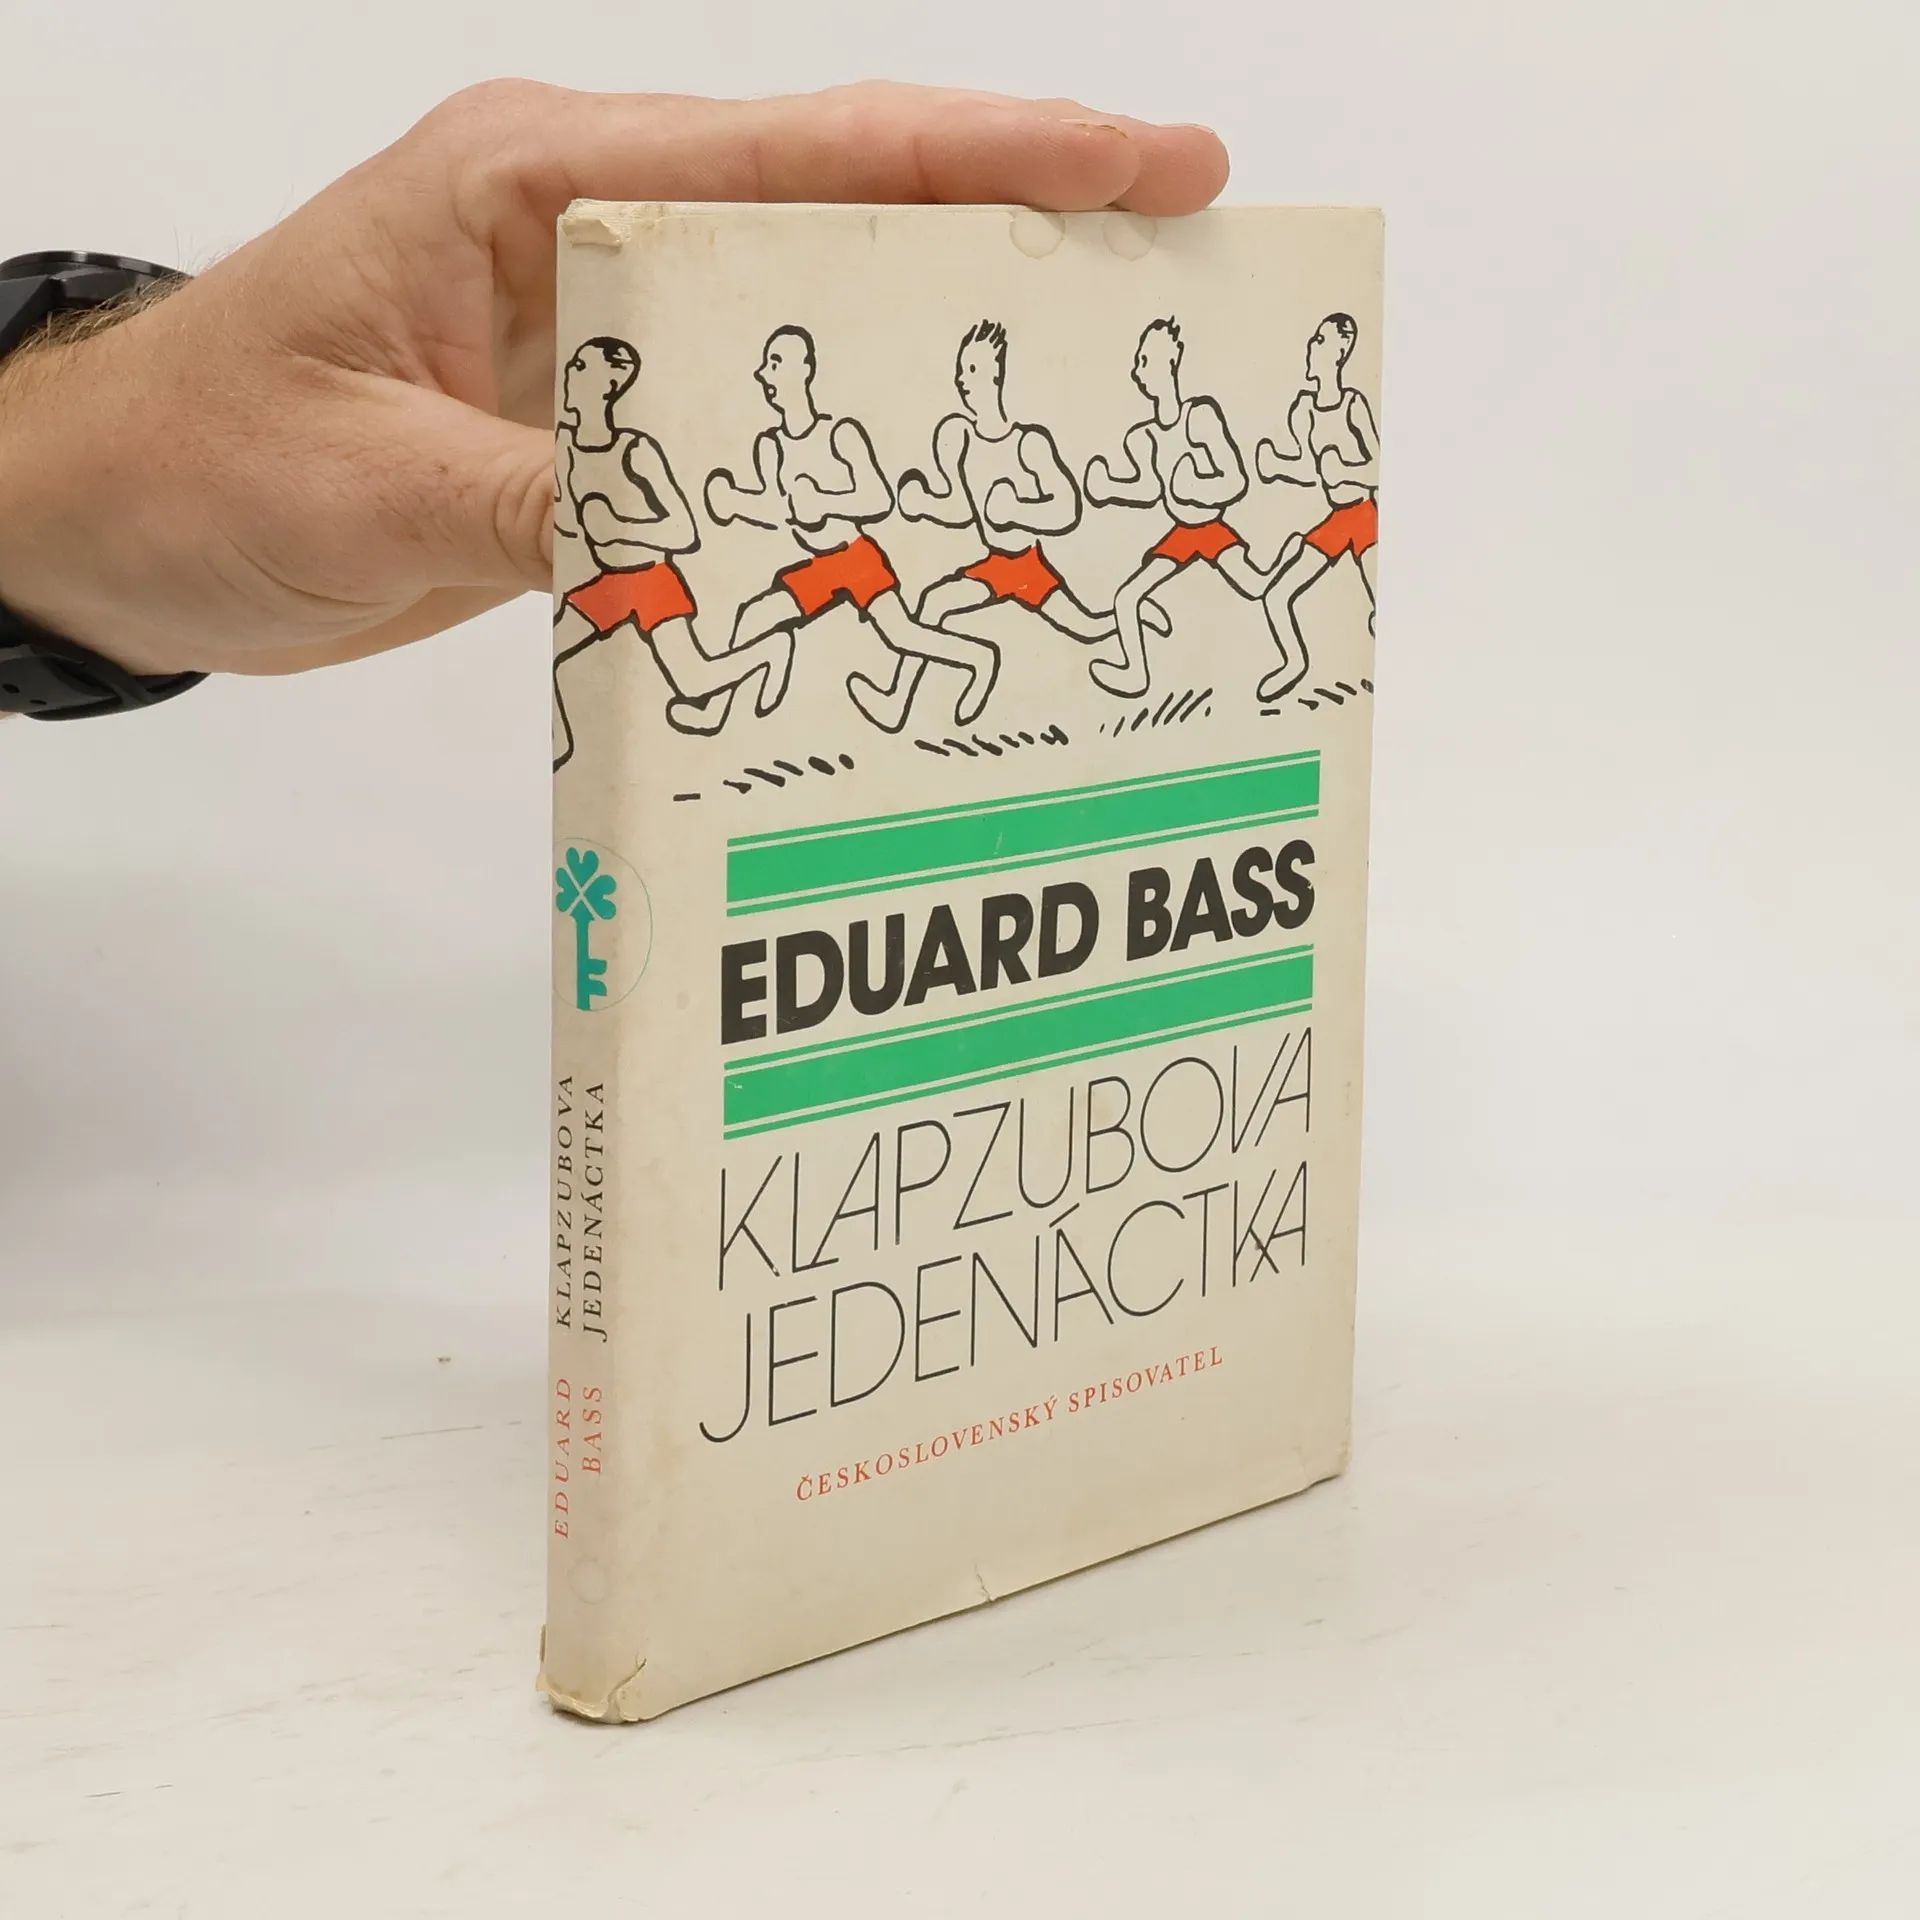 EDUARD BASS
KLAPZUBOVA
JEDENÁCTKA
ČESKOSLOVENSKÝ SPISOVATEL
EDUARD KLAPZUBOVA
BASS JEDENÁCTKA